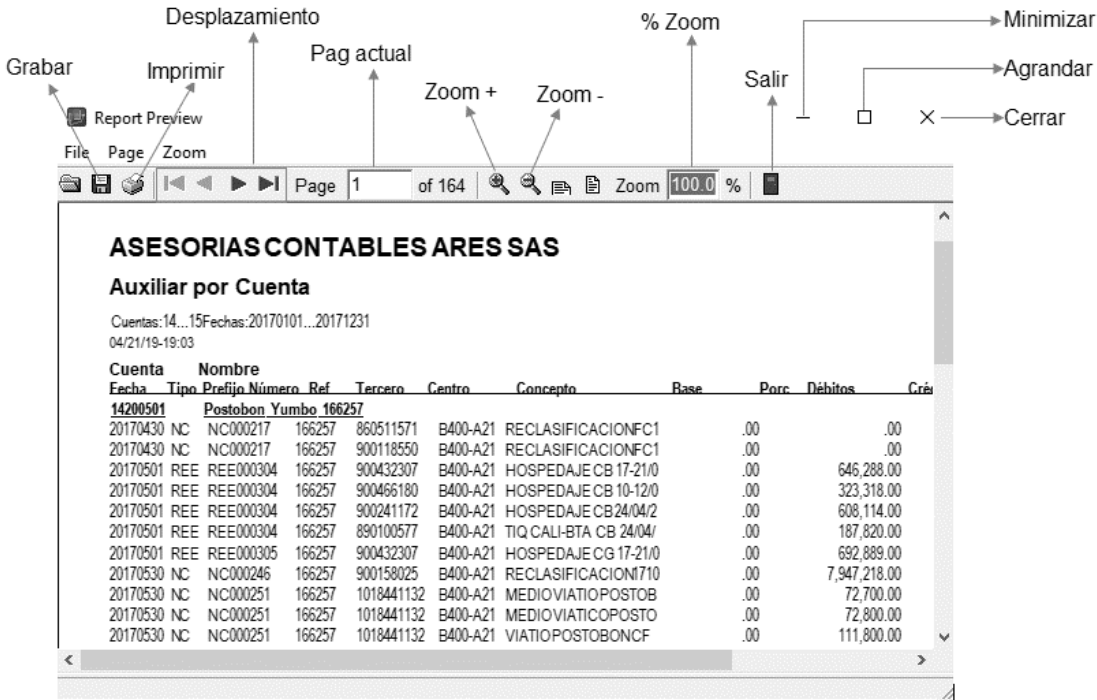 Desplazamiento
% Zoom
Minimizar
Pag actual
Grabar
Imprimir
Agrandar
Salir
Zoom +
Zoom -
Report Preview
Cerrar
File Page Zoom
Page 1 of 164 Zoom 100.0 %
ASESORIAS CONTABLES ARES SAS
Auxiliar por Cuenta
Cuentas:14...15Fechas:20170101...20171231
04/21/19-19:03
Cuenta Nombre
Fecha Tipo Prefijo Número Ref Tercero Centro Concepto Base Porc Débitos Cré
14200501 Postobon Yumbo 166257
20170430 NC NC000217 166257 860511571 B400-A21 RECLASIFICACIONFC1 .00 .00
20170430 NC NC000217 166257 900118550 B400-A21 RECLASIFICACIONFC1 .00 .00
20170501 REE REE000304 166257 900432307 B400-A21 HOSPEDAJE CB 17-21/0 .00 646,288.00
20170501 REE REE000304 166257 900466180 B400-A21 HOSPEDAJE CB 10-12/0 .00 323,318.00
20170501 REE REE000304 166257 900241172 B400-A21 HOSPEDAJE CB24/04/2 .00 608,114.00
20170501 REE REE000304 166257 890100577 B400-A21 TIQ CALI-BTA CB 24/04/ .00 187,820.00
20170501 REE REE000305 166257 900432307 B400-A21 HOSPEDAJE CG 17-21/0 .00 692,889.00
20170530 NC NC000246 166257 900158025 B400-A21 RECLASIFICACION1710 .00 7,947,218.00
20170530 NC NC000251 166257 1018441132 B400-A21 MEDIOVIATIOPOSTOB .00 72,700.00
20170530 NC NC000251 166257 1018441132 B400-A21 MEDIOVIATICOPOSTO .00 72,800.00
20170530 NC NC000251 166257 1018441132 B400-A21 VIATIOPOSTOBONCF .00 111,800.00